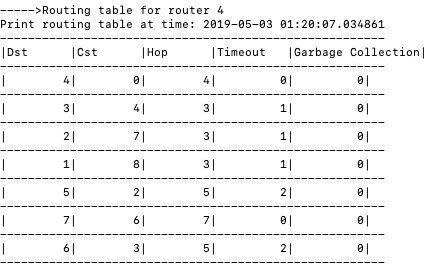 ----->Routing table for router 4
Print routing table at time: 2019-05-03 01:20:07.034861
-------------------------------------------------------
|Dst      |Cst      |Hop      |Timeout   |Garbage Collection|
-------------------------------------------------------
|        4|        0|        4|         0|         0|
-------------------------------------------------------
|        3|        4|        3|         1|         0|
-------------------------------------------------------
|        2|        7|        3|         1|         0|
-------------------------------------------------------
|        1|        8|        3|         1|         0|
-------------------------------------------------------
|        5|        2|        5|         2|         0|
-------------------------------------------------------
|        7|        6|        7|         0|         0|
-------------------------------------------------------
|        6|        3|        5|         2|         0|
-------------------------------------------------------